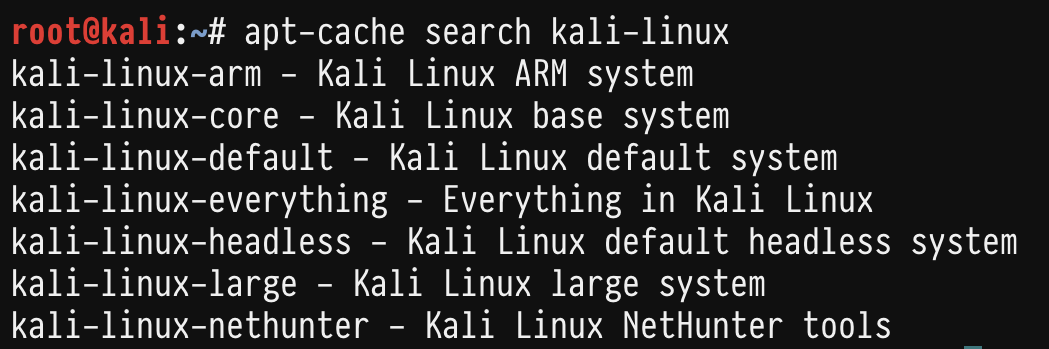 root@kali:~# apt-cache search kali-linux
kali-linux-arm - Kali Linux ARM system
kali-linux-core - Kali Linux base system
kali-linux-default - Kali Linux default system
kali-linux-everything - Everything in Kali Linux
kali-linux-headless - Kali Linux default headless system
kali-linux-large - Kali Linux large system
kali-linux-nethunter - Kali Linux NetHunter tools